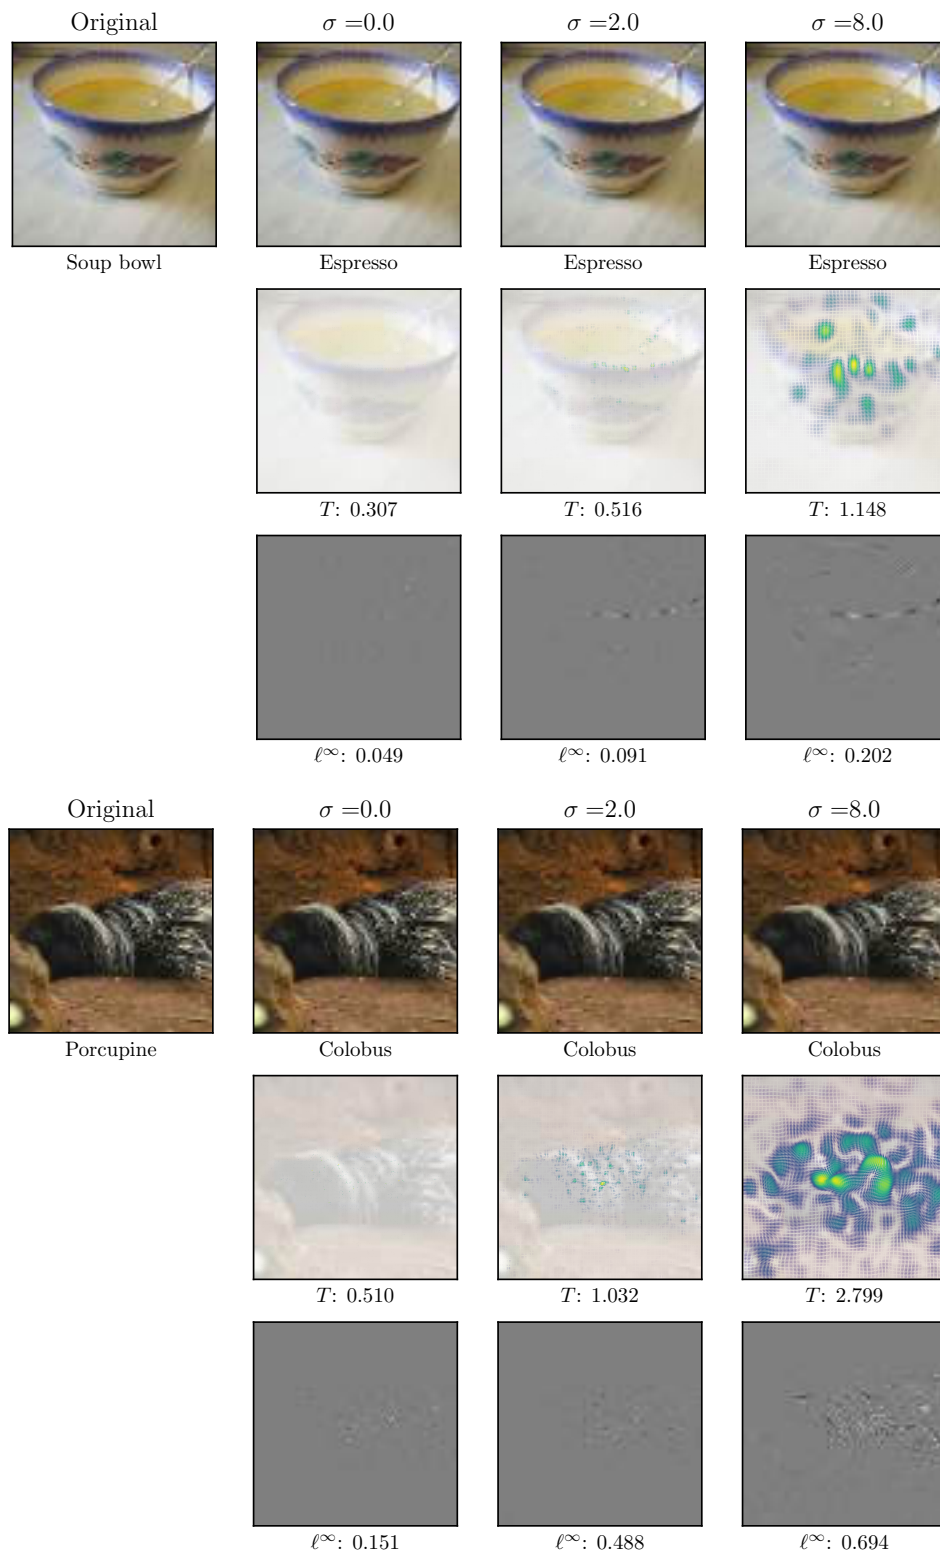 Original σ =0.0 σ =2.0 σ =8.0
Soup bowl Espresso Espresso Espresso
T: 0.307 T: 0.516 T: 1.148
ℓ∞: 0.049 ℓ∞: 0.091 ℓ∞: 0.202
Original σ =0.0 σ =2.0 σ =8.0
Porcupine Colobus Colobus Colobus
T: 0.510 T: 1.032 T: 2.799
ℓ∞: 0.151 ℓ∞: 0.488 ℓ∞: 0.694